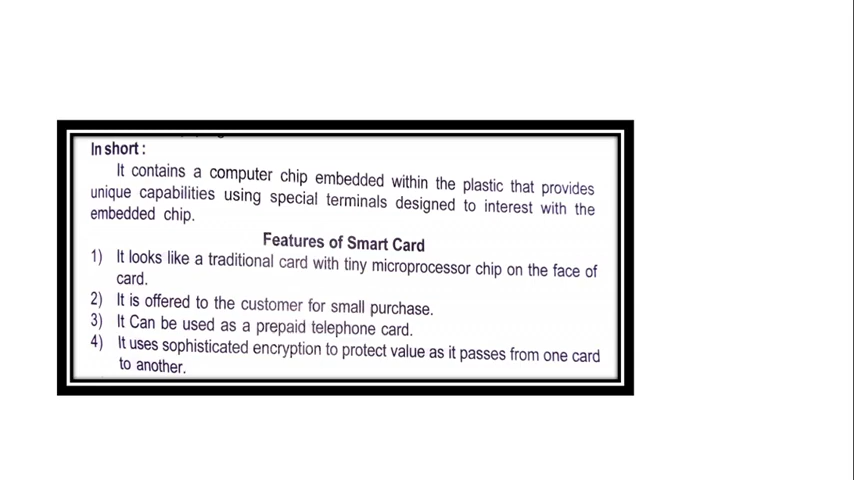 In short :
It contains a computer chip embedded within the plastic that provides
unique capabilities using special terminals designed to interest with the
embedded chip.
Features of Smart Card
1) It looks like a traditional card with tiny microprocessor chip on the face of
card.
2) It is offered to the customer for small purchase.
3) It Can be used as a prepaid telephone card.
4) It uses sophisticated encryption to protect value as it passes from one card
to another.